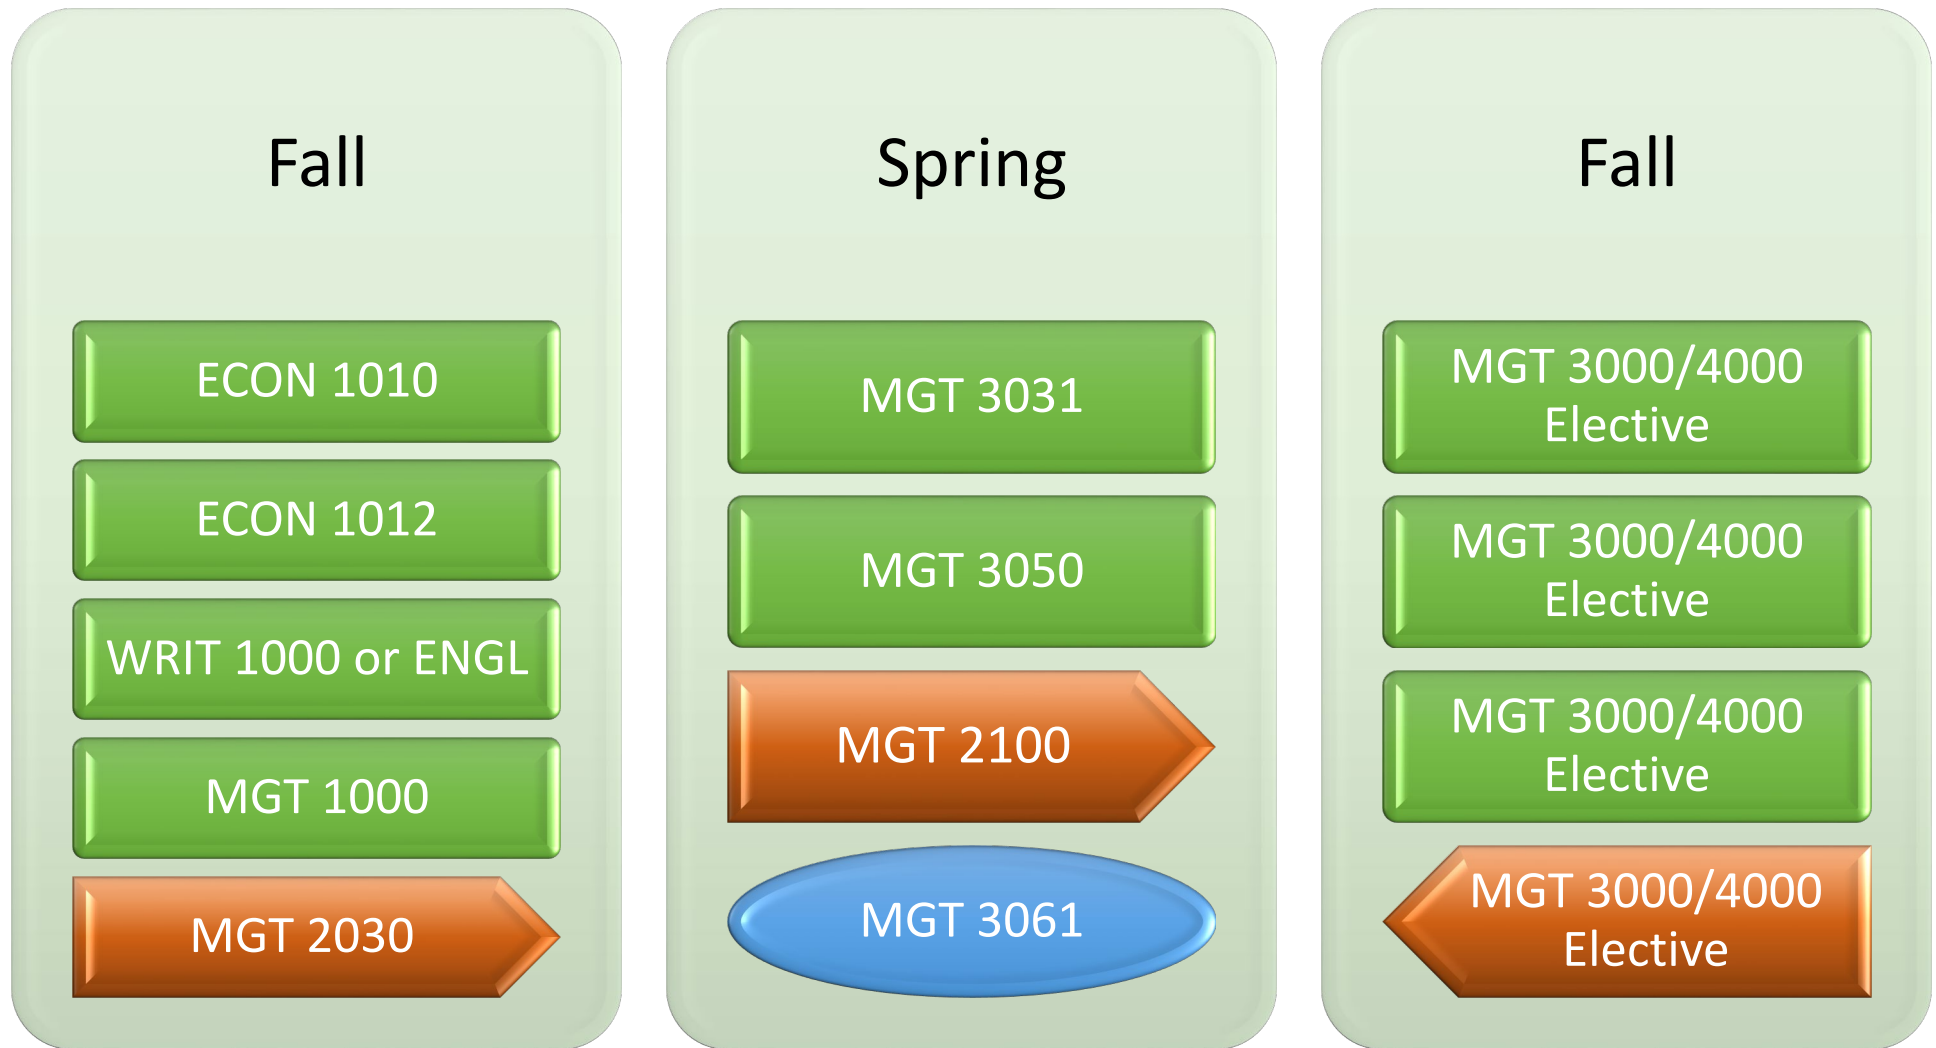 Fall
ECON 1010
ECON 1012
WRIT 1000 or ENGL
MGT 1000
MGT 2030
Spring
MGT 3031
MGT 3050
MGT 2100
MGT 3061
Fall
MGT 3000/4000
Elective
MGT 3000/4000
Elective
MGT 3000/4000
Elective
MGT 3000/4000
Elective